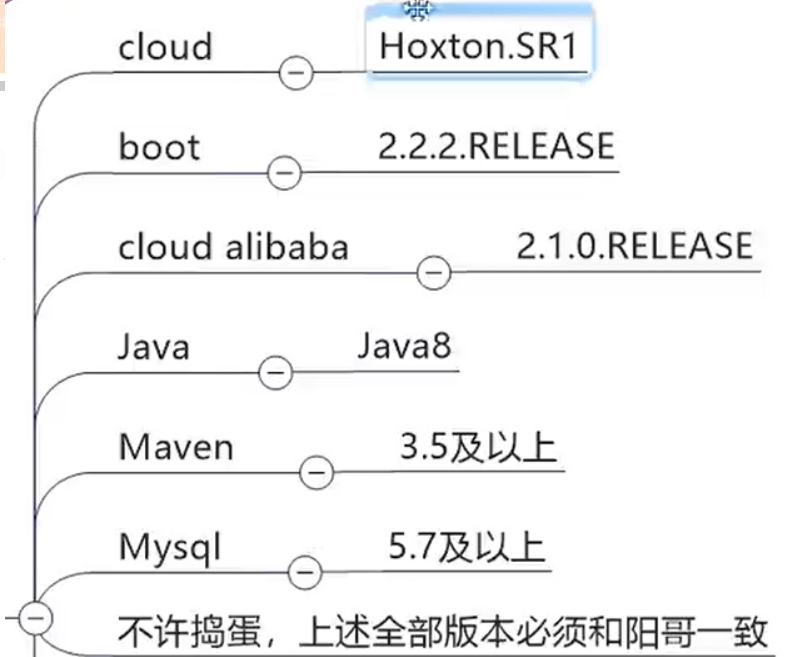 cloud Hoxton.SR1
boot 2.2.2.RELEASE
cloud alibaba 2.1.0.RELEASE
Java Java8
Maven 3.5及以上
Mysql 5.7及以上
不许捣蛋，上述全部版本必须和阳哥一致